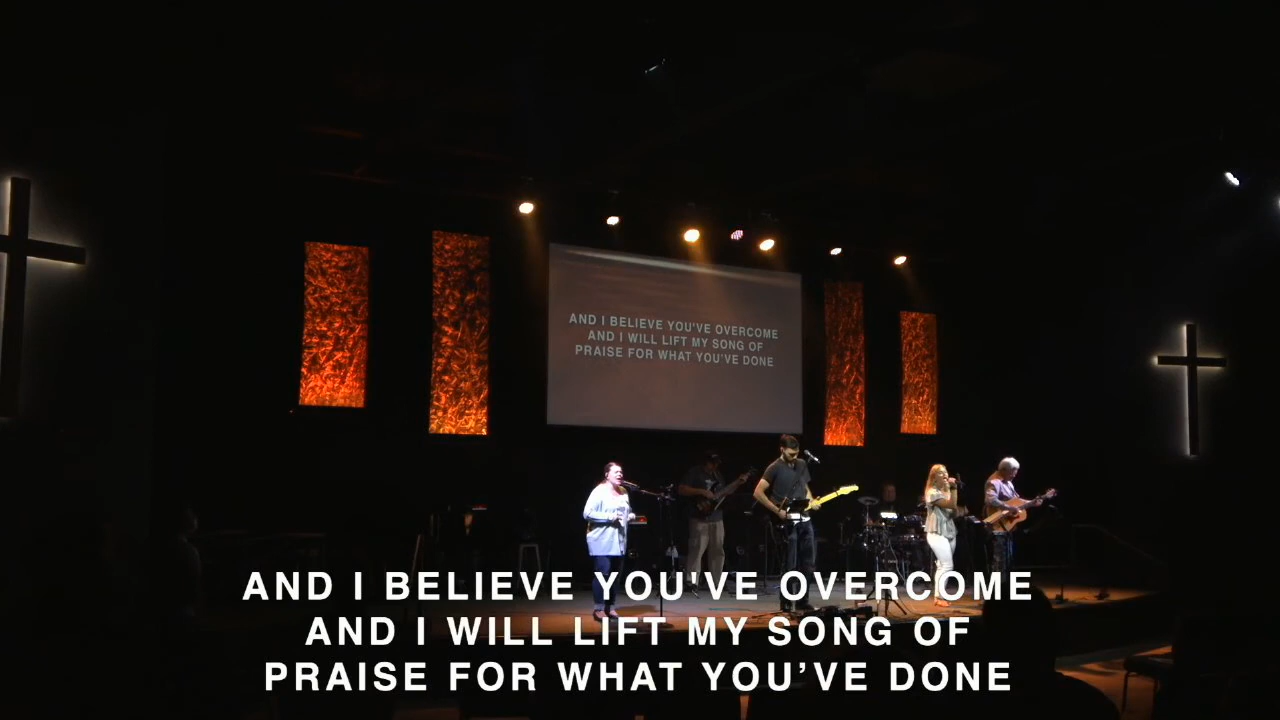 AND I BELIEVE YOU'VE OVERCOME
AND I WILL LIFT MY SONG OF
PRAISE FOR WHAT YOU'VE DONE
AND I BELIEVE YOU'VE OVERCOME
AND I WILL LIFT MY SONG OF
PRAISE FOR WHAT YOU’VE DONE